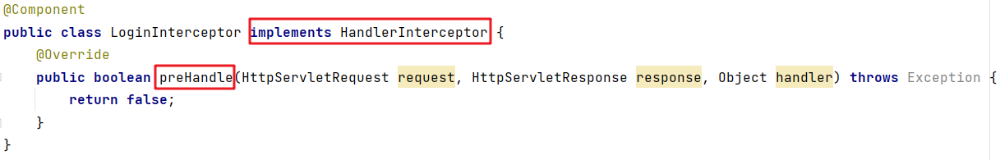 @Component
public class LoginInterceptor implements HandlerInterceptor {
    @Override
    public boolean preHandle(HttpServletRequest request, HttpServletResponse response, Object handler) throws Exception {
        return false;
    }
}